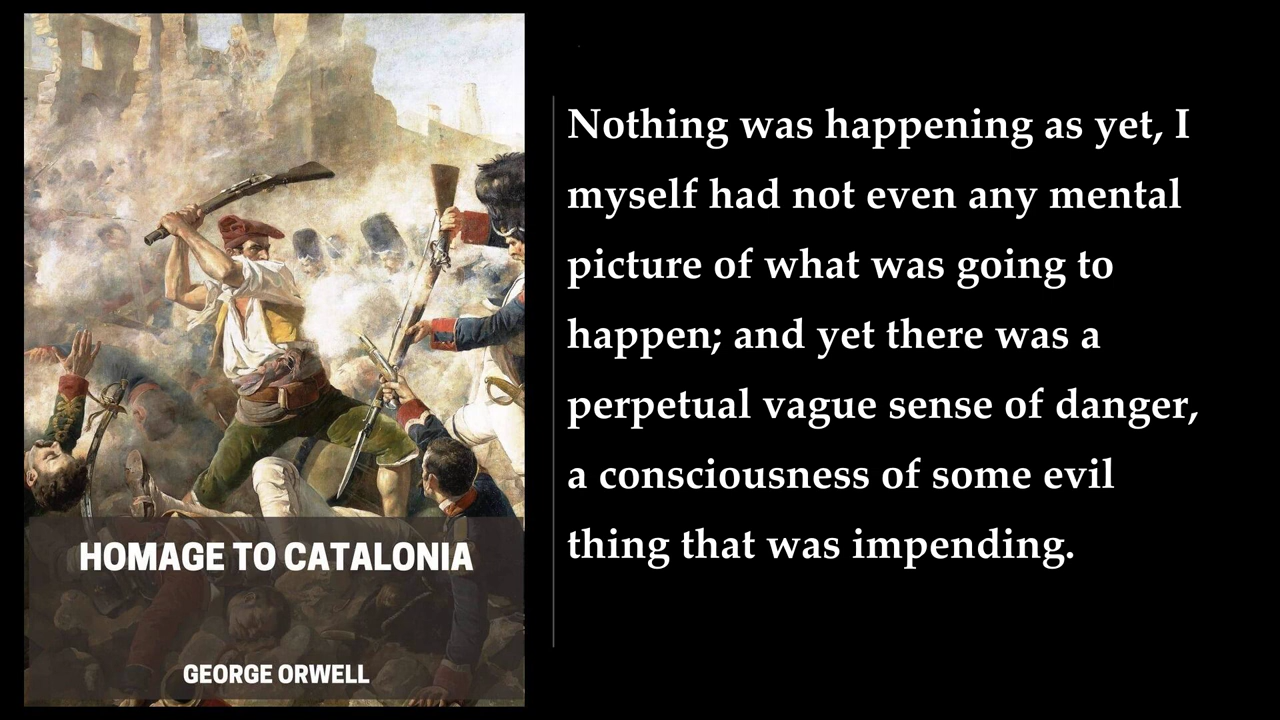 HOMAGE TO CATALONIA
GEORGE ORWELL
Nothing was happening as yet, I
myself had not even any mental
picture of what was going to
happen; and yet there was a
perpetual vague sense of danger,
a consciousness of some evil
thing that was impending.